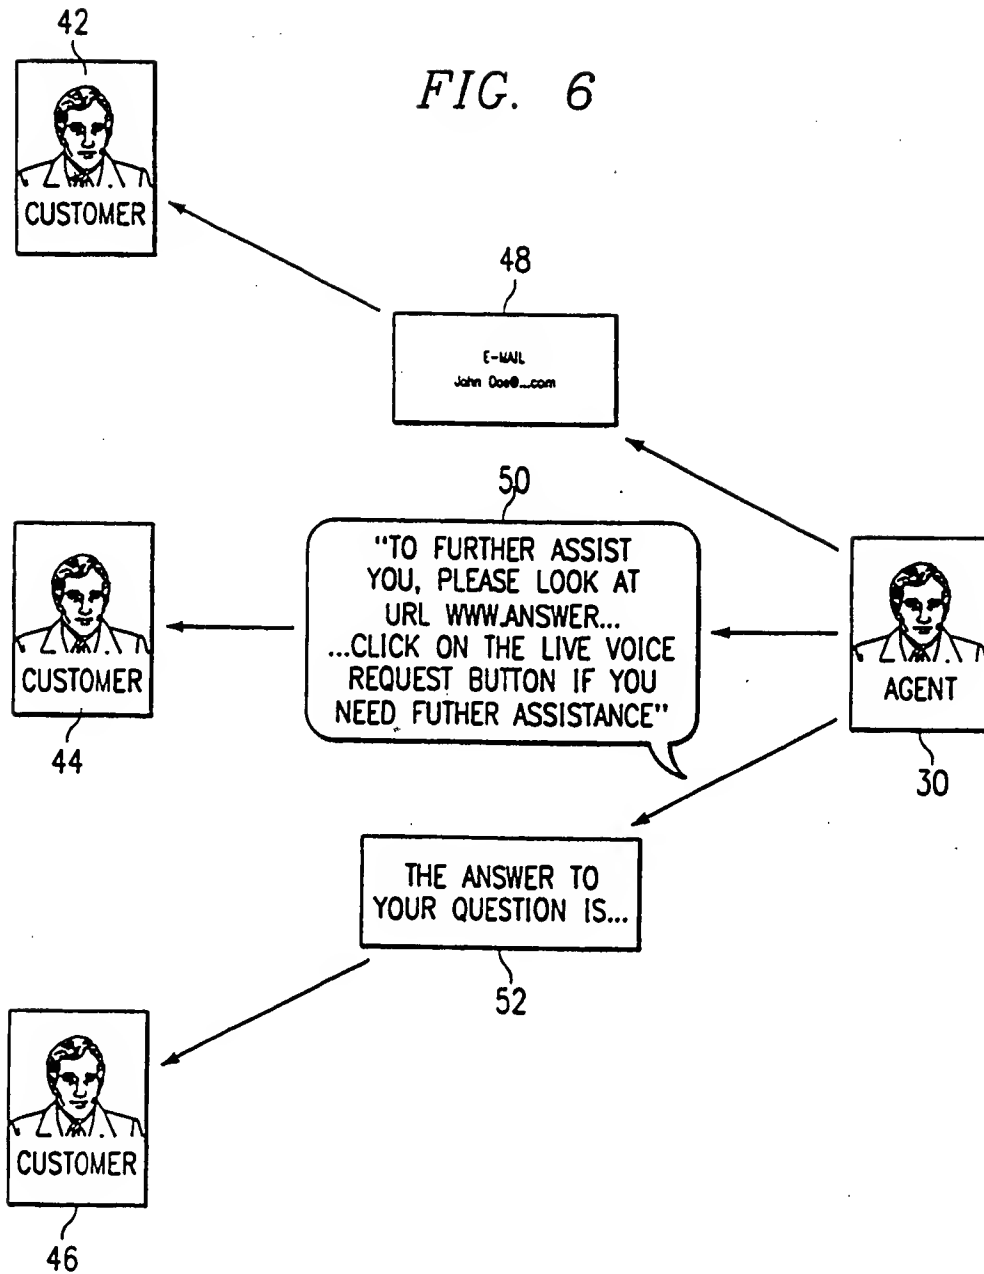 42
FIG. 6
CUSTOMER
48
E-MAIL
John Doe@...com
50
"TO FURTHER ASSIST
YOU, PLEASE LOOK AT
URL WWW.ANSWER...
...CLICK ON THE LIVE VOICE
REQUEST BUTTON IF YOU
NEED FUTHER ASSISTANCE"
CUSTOMER
44
AGENT
30
THE ANSWER TO
YOUR QUESTION IS...
52
CUSTOMER
46